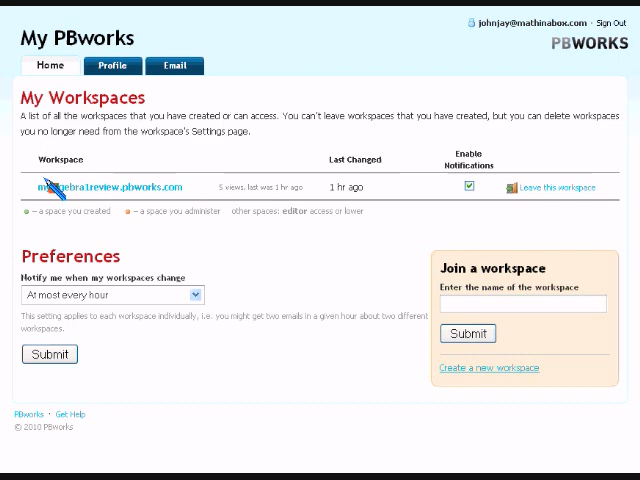 johnjay@mathinabox.com · Sign Out
My PBworks
PBWORKS
Home Profile Email
My Workspaces
A list of all the workspaces that you have created or can access. You can't leave workspaces that you have created, but you can delete workspaces
you no longer need from the workspace's Settings page.
Workspace Last Changed Enable
Notifications
5 views, last was 1 hr ago 1 hr ago Leave this workspace
– a space you created – a space you administer other spaces: editor access or lower
Preferences
Notify me when my workspaces change
At most every hour
This setting applies to each workspace individually, i.e. you might get two emails in a given hour about two different
workspaces.
Submit
Join a workspace
Enter the name of the workspace
Submit
Create a new workspace
PBworks · Get Help
© 2010 PBworks